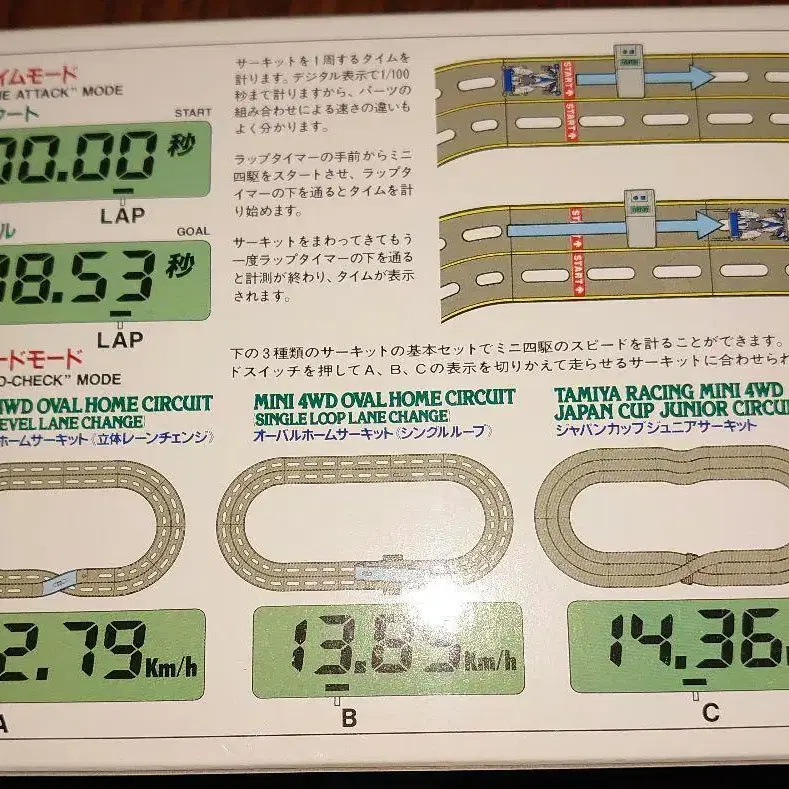 イムモード
ATTACK" MODE
START
00.00 秒
LAP
GOAL
8.53 秒
LAP
ードモード
CHECK" MODE
サーキットを1周するタイムを
計ります。デジタル表示で1/100
秒まで計りますから、パーツの
組み合わせによる速さの違いも
よく分かります。
ラップタイマーの手前からミニ
四駆をスタートさせ、ラップタ
イマーの下を通るとタイムを計
り始めます。
サーキットをまわってきてもう
一度ラップタイマーの下を通る
と計測が終わり、タイムが表示
されます。
START
START
START
下の3種類のサーキットの基本セットでミニ四駆のスピードを計ることができます。
ドスイッチを押してA、B、Cの表示を切りかえて走らせるサーキットに合わせられ
4WD OVAL HOME CIRCUIT
LEVEL LANE CHANGE)
ホームサーキット《立体レーンチェンジ》
2.79 Km/h
A
MINI 4WD OVAL HOME CIRCUIT
(SINGLE LOOP LANE CHANGE)
オーバルホームサーキット《シングルループ》
13.83 Km/h
B
TAMIYA RACING MINI 4WD
JAPAN CUP JUNIOR CIRCU
ジャパンカップジュニアサーキット
14.36
C